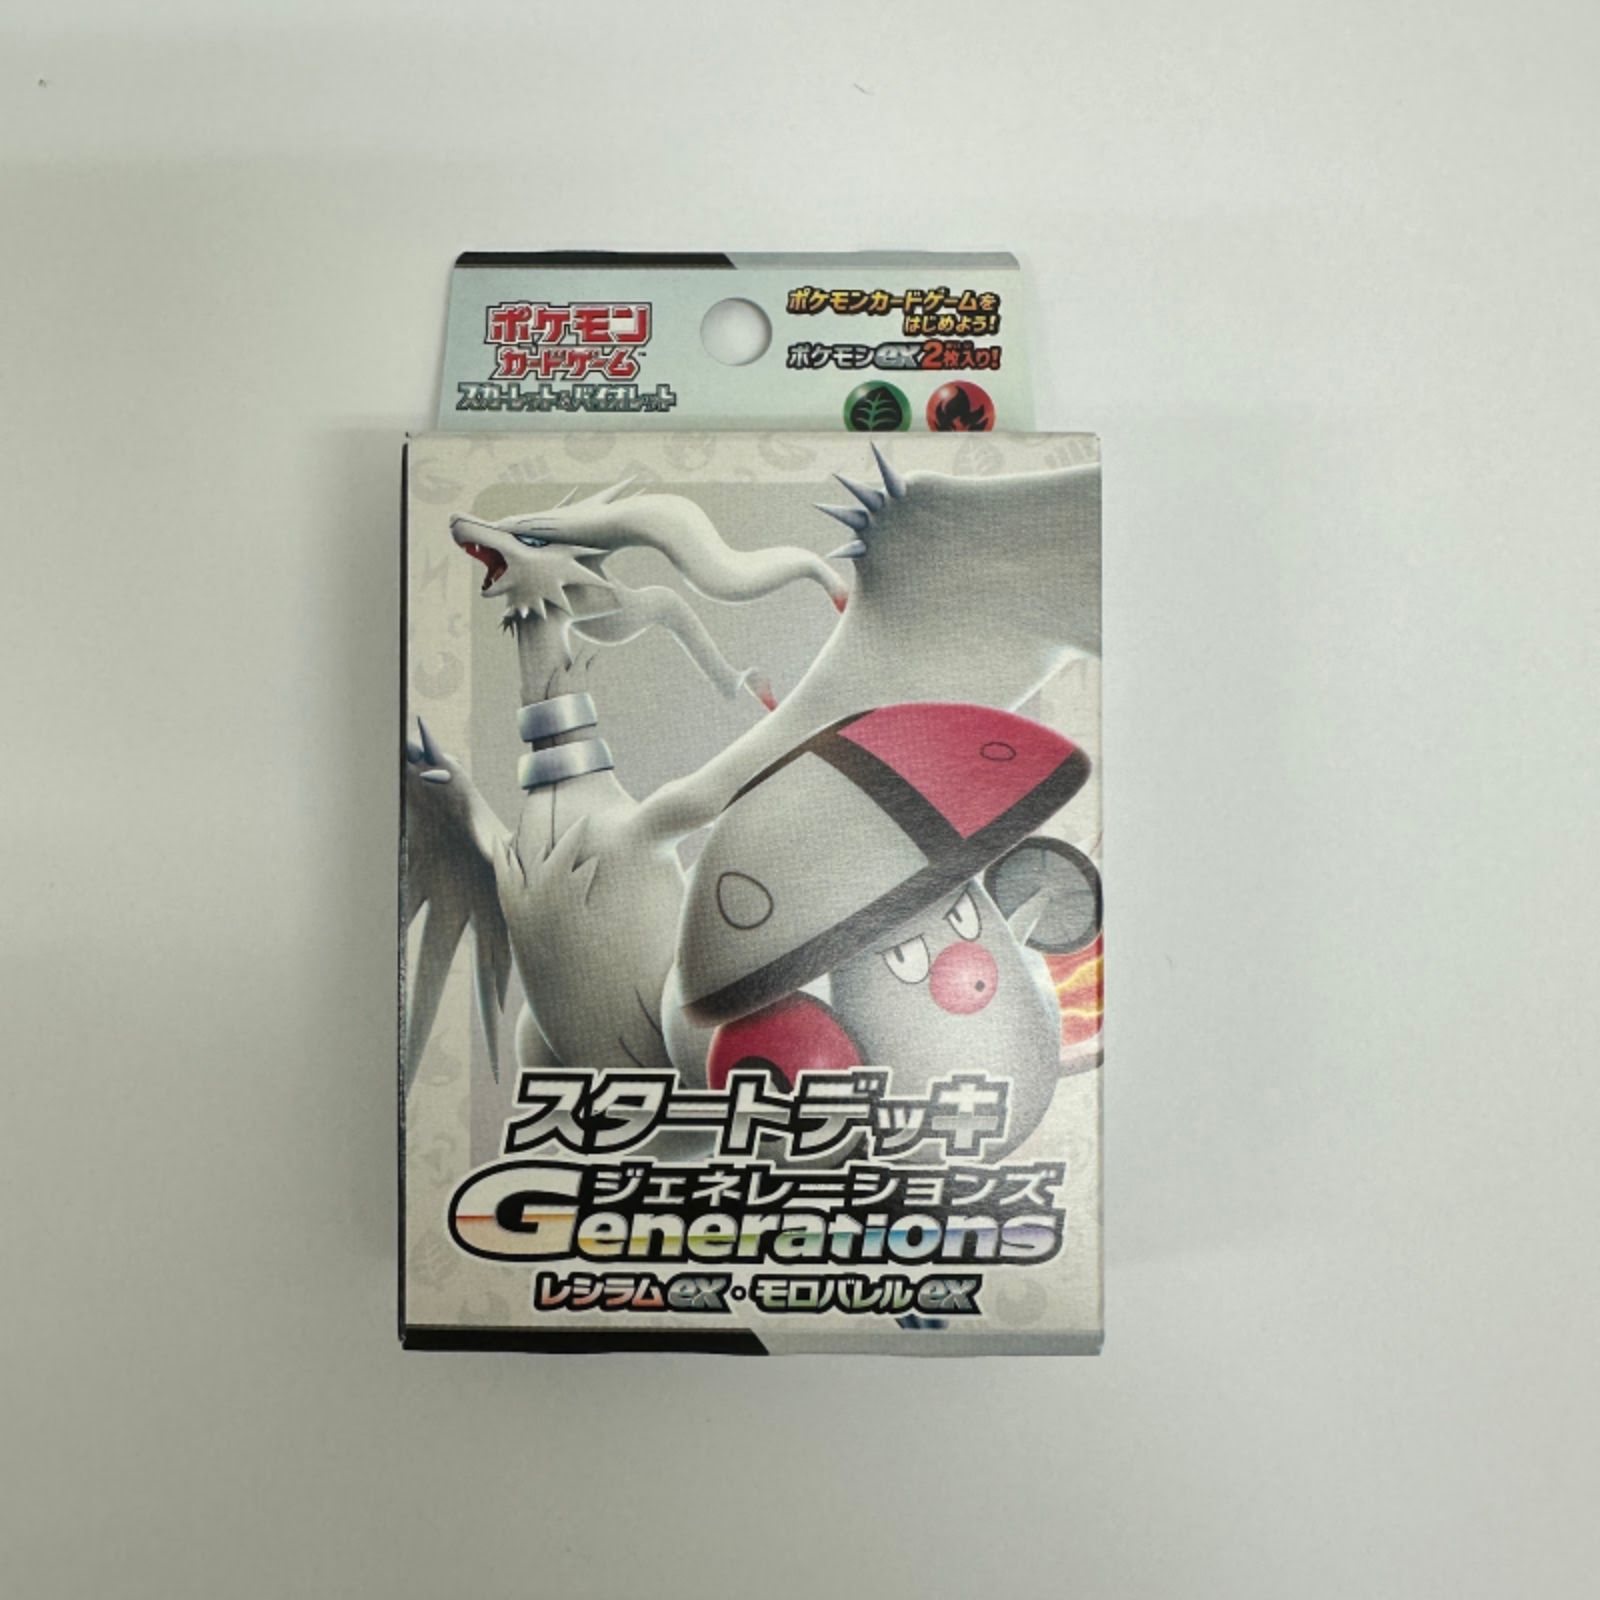 ポケモン
カードゲーム™
スカーレット&バイオレット
ポケモンカードゲームを
はじめよう!
ポケモンex2枚入り!
スタートデッキ
ジェネレーションズ
Generations
レシラムex・モロバレルex